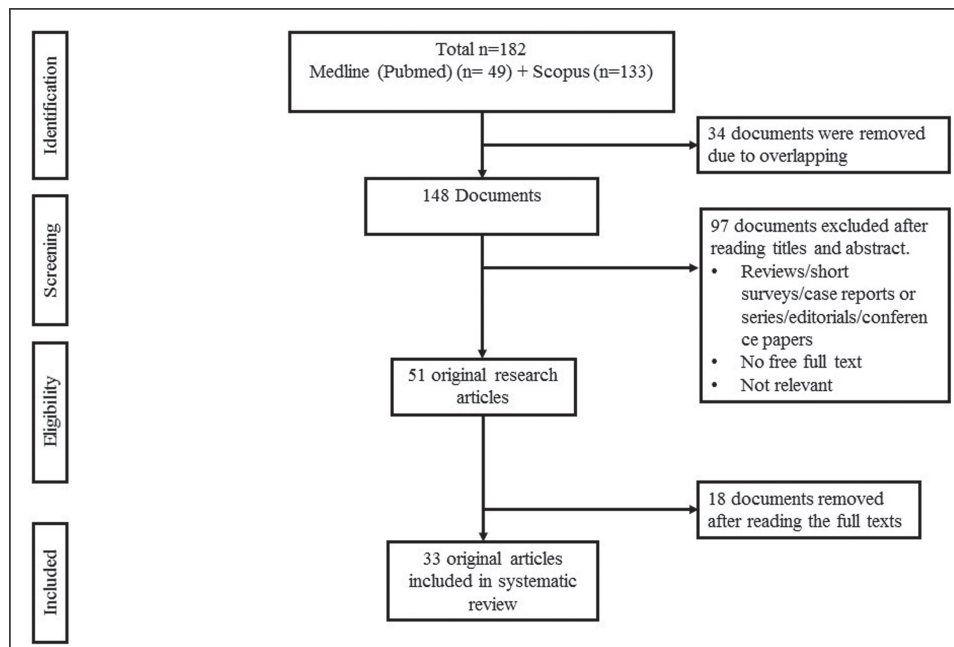 Identification
Total n=182
Medline (Pubmed) (n= 49) + Scopus (n=133)
34 documents were removed
due to overlapping
Screening
148 Documents
97 documents excluded after
reading titles and abstract.
• Reviews/short
surveys/case reports or
series/editorials/conferen
ce papers
• No free full text
• Not relevant
Eligibility
51 original research
articles
18 documents removed
after reading the full texts
Included
33 original articles
included in systematic
review